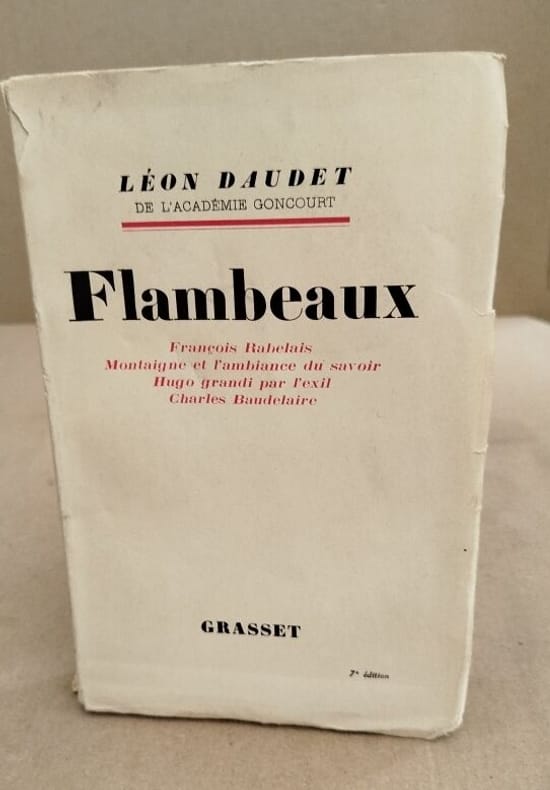 LÉON DAUDET
DE L'ACADÉMIE GONCOURT
Flambeaux
François Rabelais
Montaigne et l'ambiance du savoir
Hugo grandi par l'exil
Charles Baudelaire
GRASSET
7e édition